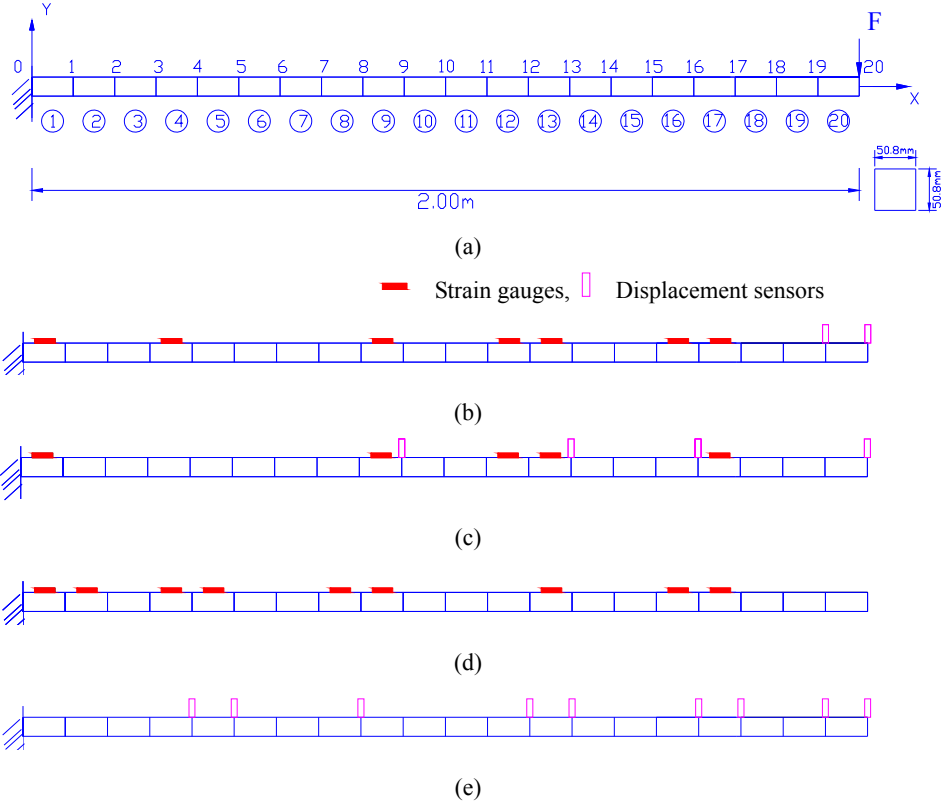 Y
F
0 1 2 3 4 5 6 7 8 9 10 11 12 13 14 15 16 17 18 19 20
X
1 2 3 4 5 6 7 8 9 10 11 12 13 14 15 16 17 18 19 20
50.8mm
50.8mm
2.00m
(a)
Strain gauges, Displacement sensors
(b)
(c)
(d)
(e)